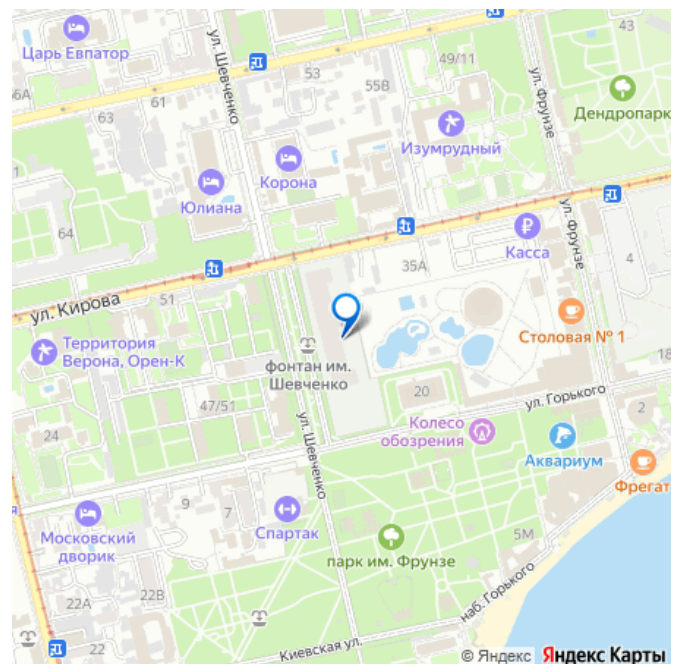 Царь Евпатор
66А
61
63
ул. Шевченко
53
55В
49/11
43
ул. Фрунзе
Дендропарк
Изумрудный
Корона
Юлиана
64
35А
Касса
ул. Фрунзе
4
ул. Кирова
51
Территория
Верона, Орен-К
фонтан им.
Шевченко
Столовая № 1
18
20
ул. Горького
47/51
24
ул. Шевченко
Колесо
обозрения
2
Аквариум
Фрегат
9
7
Московский
дворик
Спартак
5М
парк им. Фрунзе
наб. Горького
22А
22В
22
Киевская ул.
© Яндекс Яндекс Карты